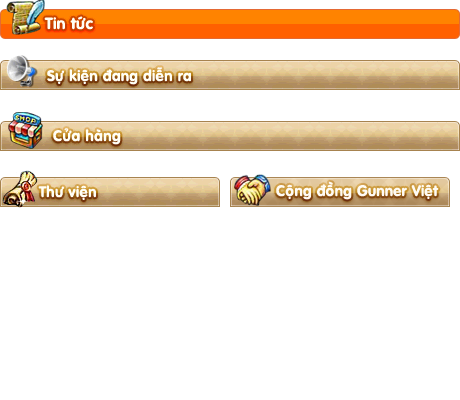 Tin tức
Sự kiện đang diễn ra
SHOP
Cửa hàng
Thư viện
Cộng đồng Gunner Việt